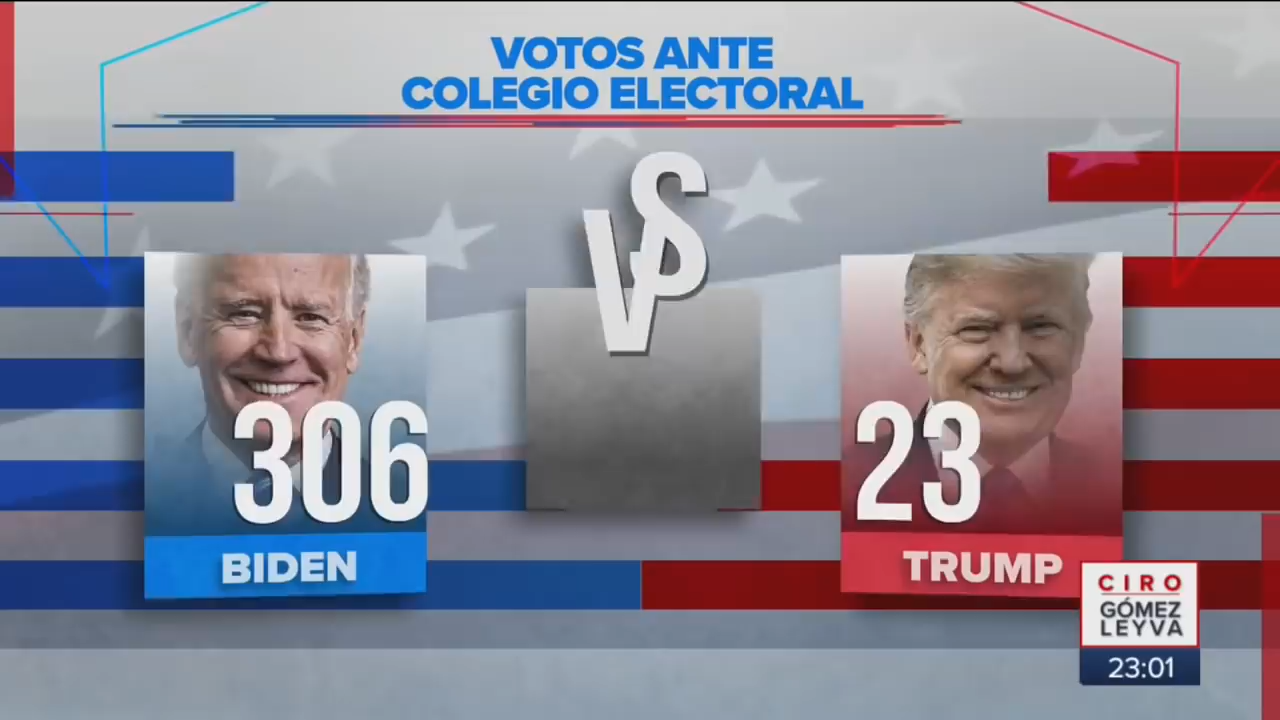 VOTOS ANTE
COLEGIO ELECTORAL
VS
306
BIDEN
23
TRUMP
CIRO
GÓMEZ
LEYVA
23:01